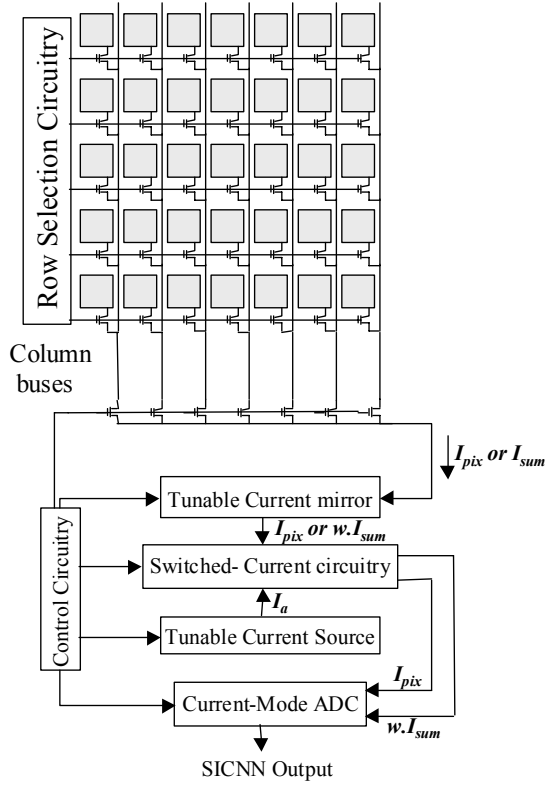 Row Selection Circuitry
Column
buses
I_pix or I_sum
Tunable Current mirror
I_pix or w.I_sum
Switched- Current circuitry
I_a
Control Circuitry
Tunable Current Source
I_pix
Current-Mode ADC
w.I_sum
SICNN Output